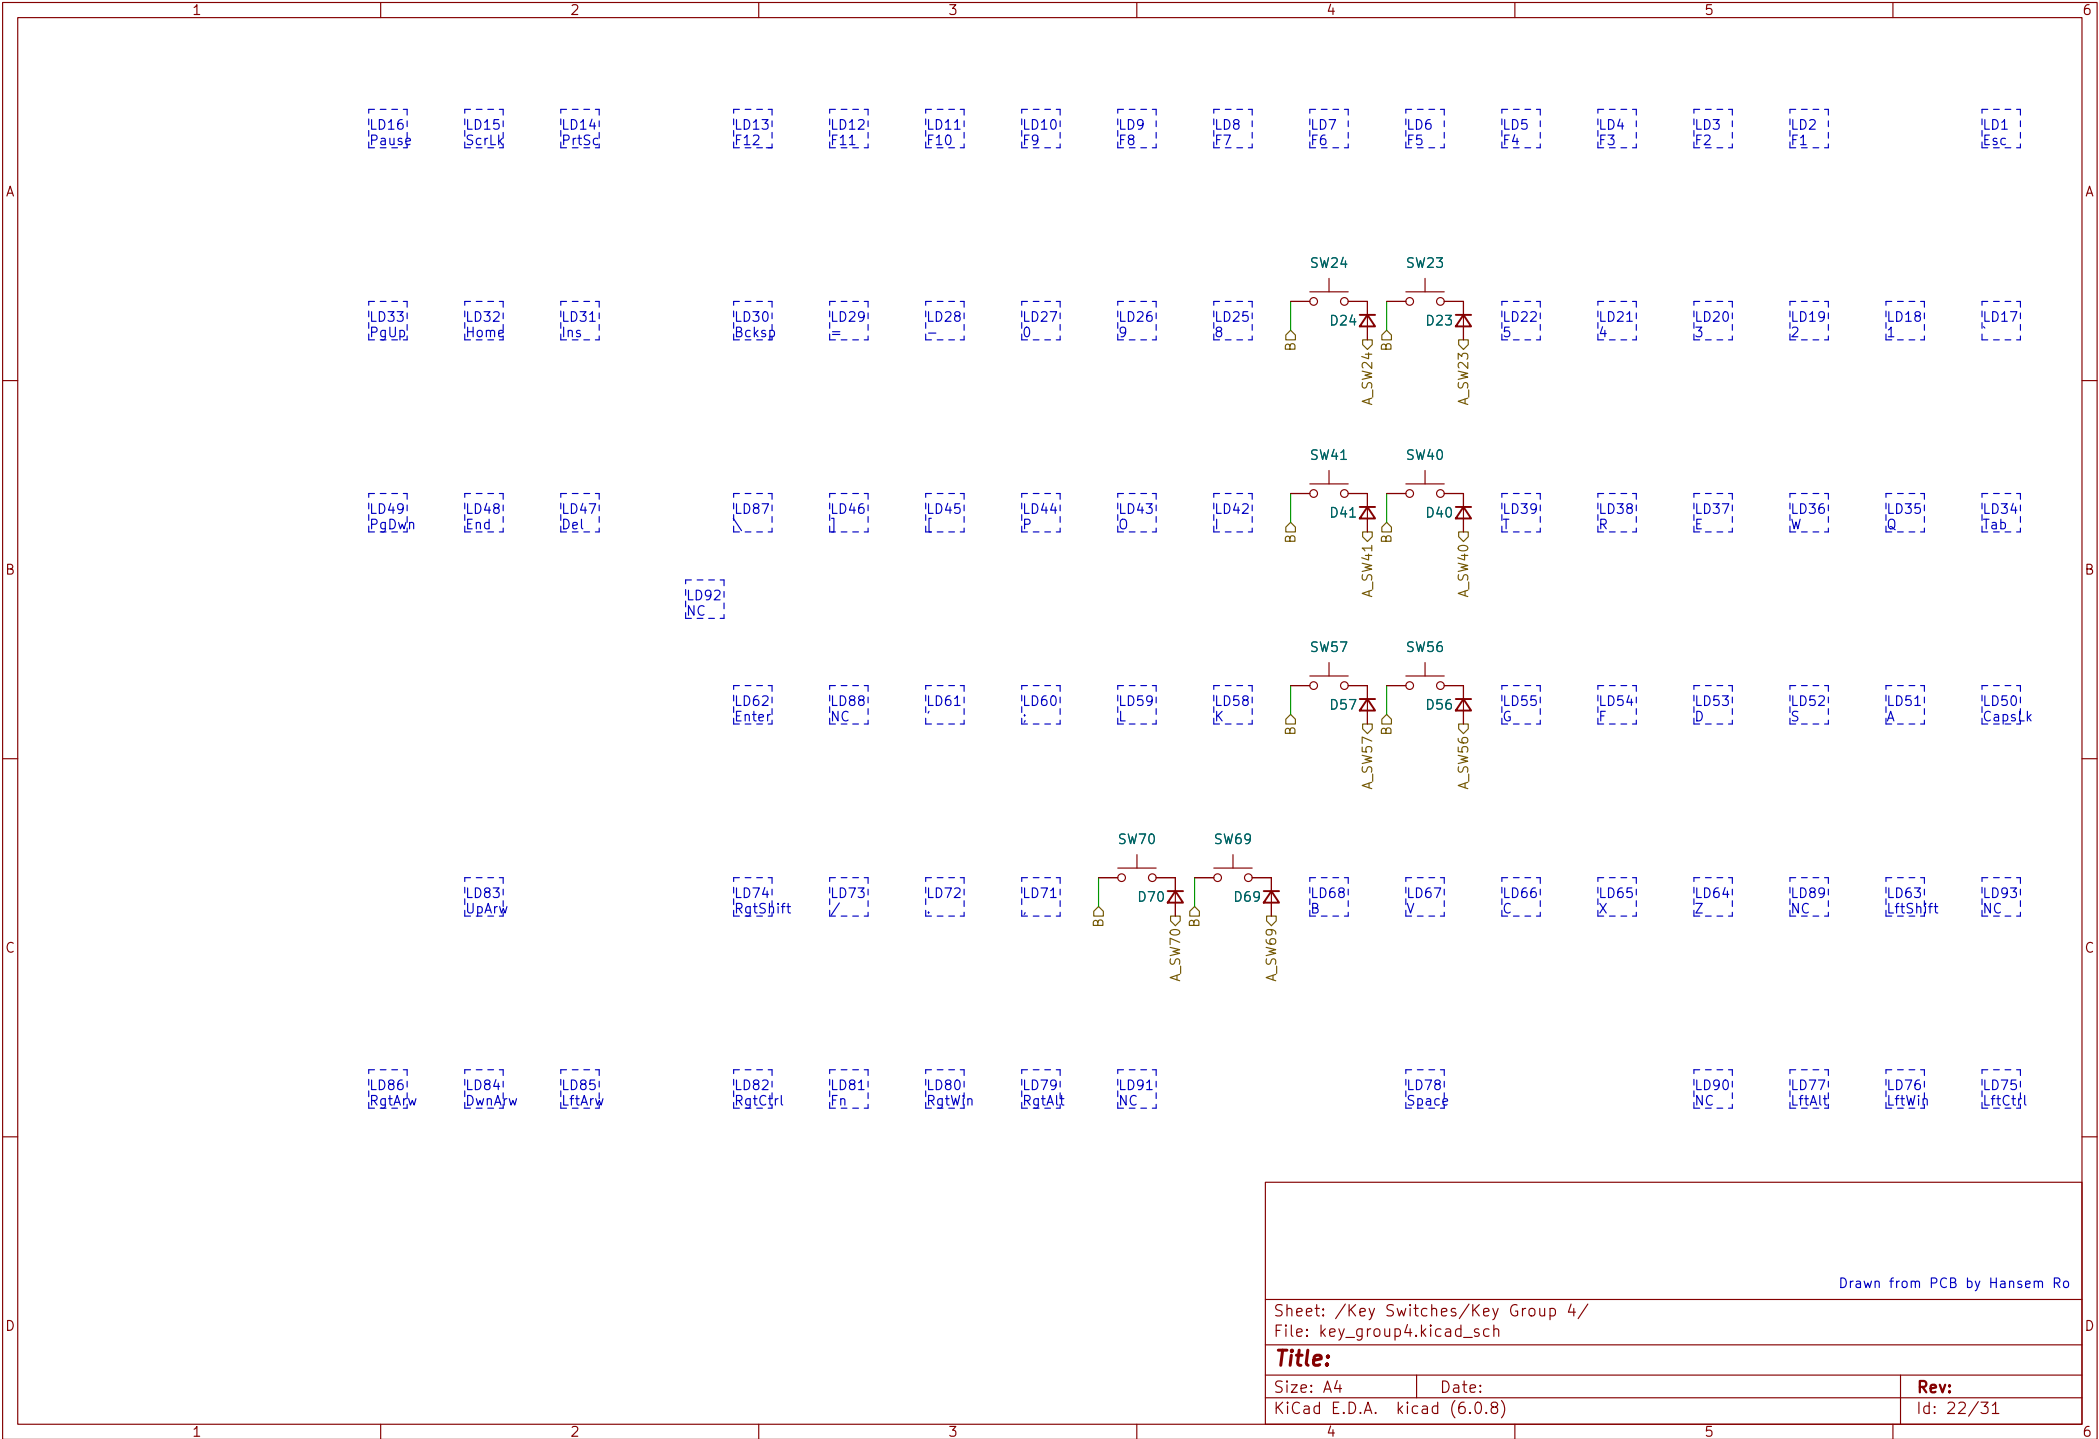 1 2 3 4 5 6
LD16 LD15 LD14 LD13 LD12 LD11 LD10 LD9 LD8 LD7 LD6 LD5 LD4 LD3 LD2 LD1
Pause ScrLk PrtSc F12 F11 F10 F9 F8 F7 F6 F5 F4 F3 F2 F1 Esc
A A
SW24 SW23
LD33 LD32 LD31 LD30 LD29 LD28 LD27 LD26 LD25 D24 D23 LD22 LD21 LD20 LD19 LD18 LD17
PgUp Home Ins Bcksp = - 0 9 8 5 4 3 2 1 `
B A_SW24 B A_SW23
SW41 SW40
LD49 LD48 LD47 LD87 LD46 LD45 LD44 LD43 LD42 D41 D40 LD39 LD38 LD37 LD36 LD35 LD34
PgDwn End Del \ ] [ P O I T R E W Q Tab
B A_SW41 B A_SW40
B B
LD92
NC
SW57 SW56
LD62 LD88 LD61 LD60 LD59 LD58 D57 D56 LD55 LD54 LD53 LD52 LD51 LD50
Enter NC ' ; L K G F D S A CapsLk
B A_SW57 B A_SW56
SW70 SW69
LD83 LD74 LD73 LD72 LD71 D70 D69 LD68 LD67 LD66 LD65 LD64 LD89 LD63 LD93
UpArw RgtShift / . , B V C X Z NC LftShift NC
B A_SW70 B A_SW69
C C
LD86 LD84 LD85 LD82 LD81 LD80 LD79 LD91 LD78 LD90 LD77 LD76 LD75
RgtArw DwnArw LftArw RgtCtrl Fn RgtWin RgtAlt NC Space NC LftAlt LftWin LftCtrl
Drawn from PCB by Hansem Ro
Sheet: /Key Switches/Key Group 4/
File: key_group4.kicad_sch
D D
Title:
Size: A4 Date: Rev:
KiCad E.D.A. kicad (6.0.8) Id: 22/31
1 2 3 4 5 6